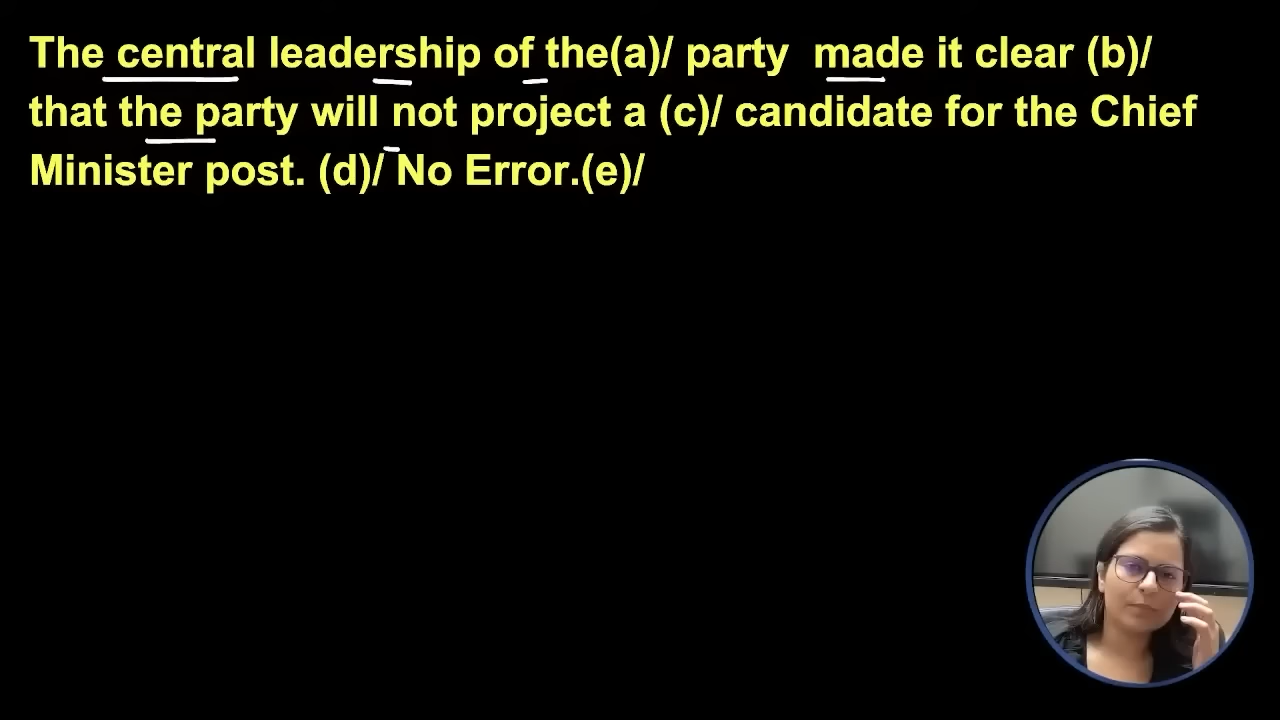 The central leadership of the(a)/ party made it clear (b)/
that the party will not project a (c)/ candidate for the Chief
Minister post. (d)/ No Error.(e)/